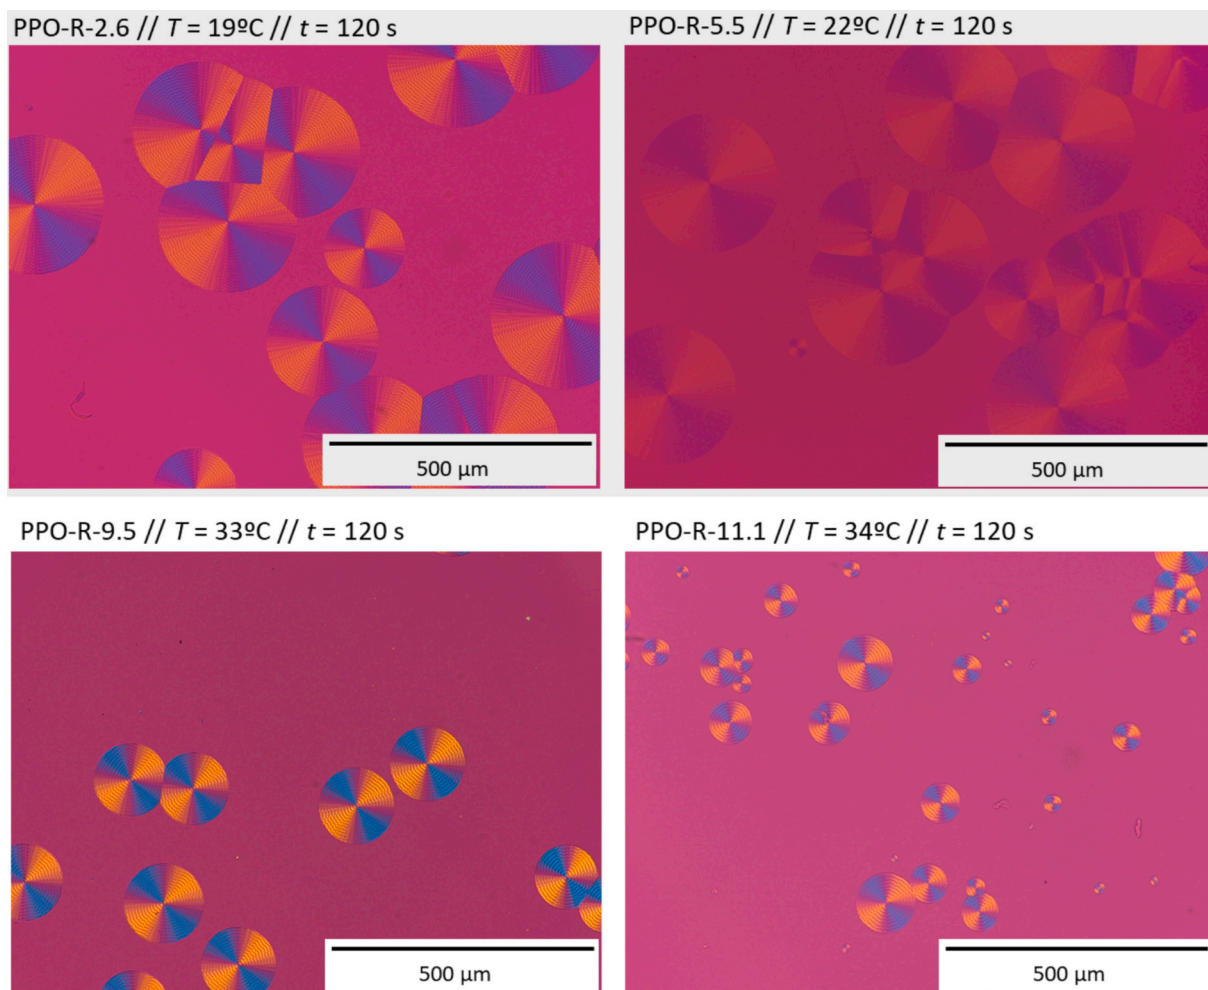 PPO-R-2.6 // T = 19ºC // t = 120 s
PPO-R-5.5 // T = 22ºC // t = 120 s
500 µm
500 µm
PPO-R-9.5 // T = 33ºC // t = 120 s
PPO-R-11.1 // T = 34ºC // t = 120 s
500 µm
500 µm